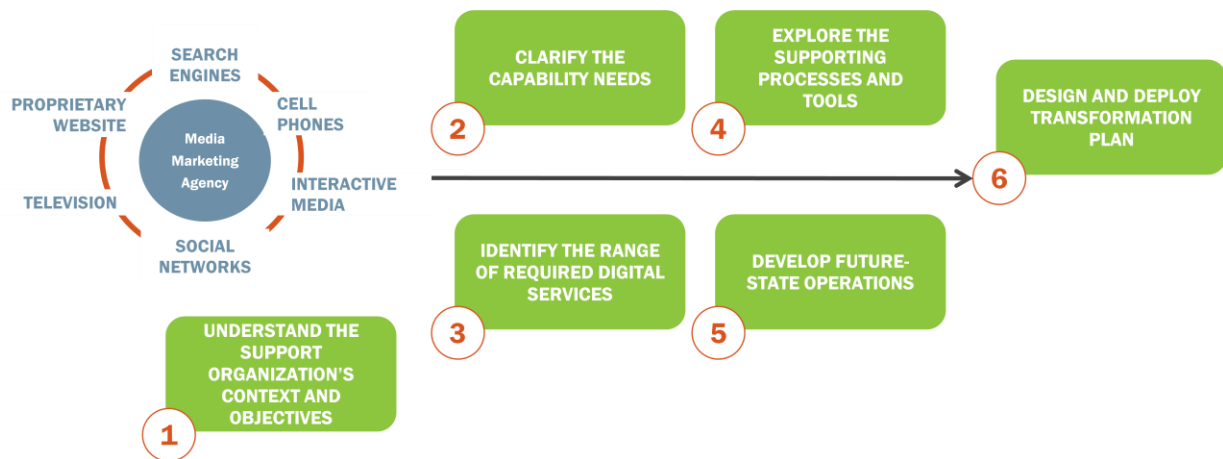 SEARCH
ENGINES
PROPRIETARY
WEBSITE
CELL
PHONES
Media
Marketing
Agency
TELEVISION
INTERACTIVE
MEDIA
SOCIAL
NETWORKS
1
UNDERSTAND THE
SUPPORT
ORGANIZATION'S
CONTEXT AND
OBJECTIVES
2
CLARIFY THE
CAPABILITY NEEDS
3
IDENTIFY THE RANGE
OF REQUIRED DIGITAL
SERVICES
4
EXPLORE THE
SUPPORTING
PROCESSES AND
TOOLS
5
DEVELOP FUTURE-
STATE OPERATIONS
6
DESIGN AND DEPLOY
TRANSFORMATION
PLAN